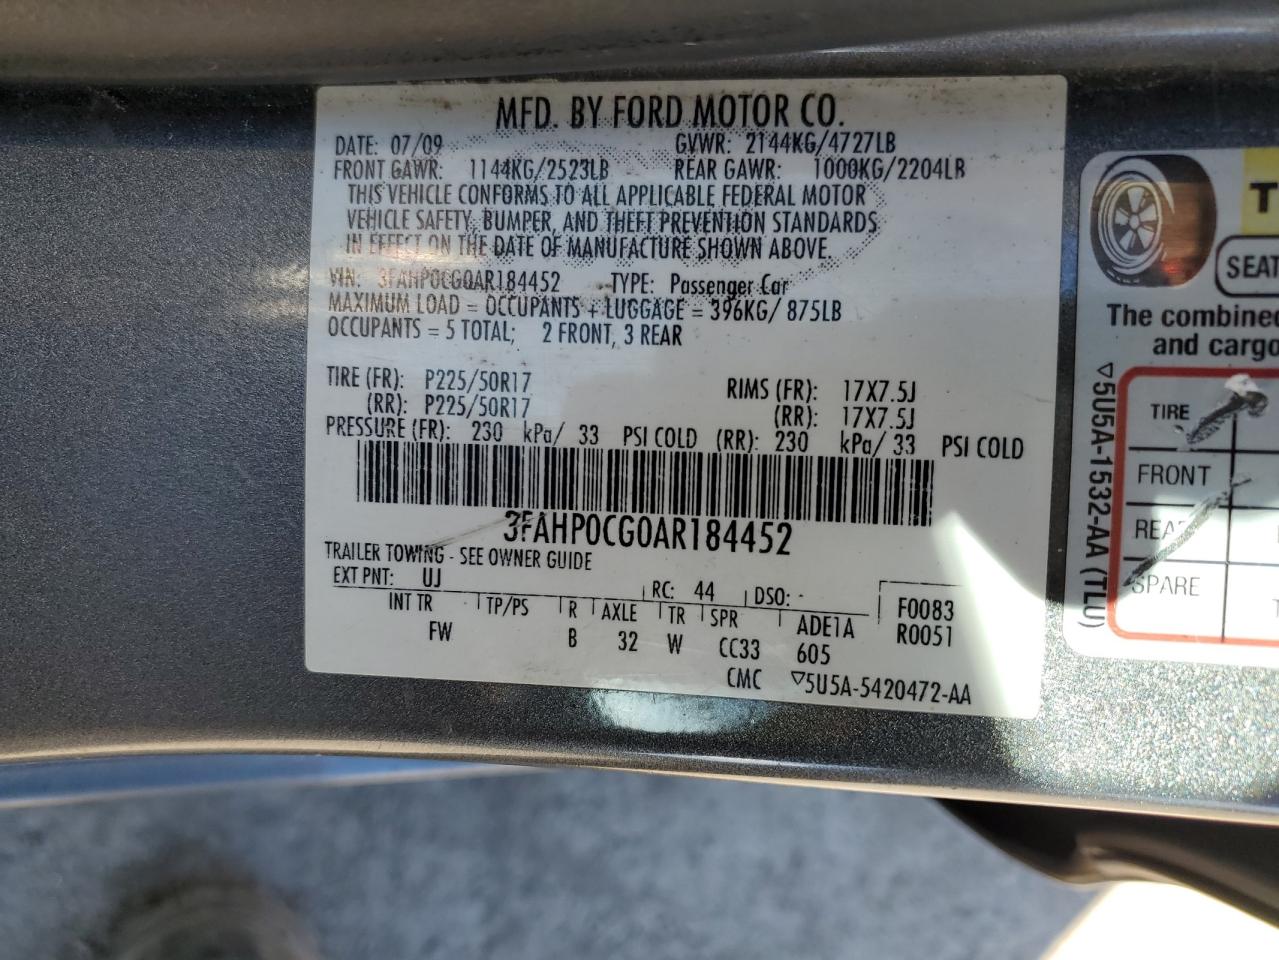 MFD. BY FORD MOTOR CO.
DATE: 07/09 GVWR: 2144KG/4727LB
FRONT GAWR: 1144KG/2523LB REAR GAWR: 1000KG/2204LB
THIS VEHICLE CONFORMS TO ALL APPLICABLE FEDERAL MOTOR
VEHICLE SAFETY, BUMPER, AND THEFT PREVENTION STANDARDS
IN EFFECT ON THE DATE OF MANUFACTURE SHOWN ABOVE.
VIN: 3FAHP0CG0AR184452 TYPE: Passenger Car
MAXIMUM LOAD = OCCUPANTS + LUGGAGE = 396KG/ 875LB
OCCUPANTS = 5 TOTAL; 2 FRONT, 3 REAR
TIRE (FR): P225/50R17 RIMS (FR): 17X7.5J
(RR): P225/50R17 (RR): 17X7.5J
PRESSURE (FR): 230 kPa/ 33 PSI COLD (RR): 230 kPa/ 33 PSI COLD
3FAHP0CG0AR184452
TRAILER TOWING - SEE OWNER GUIDE
EXT PNT: UJ RC: 44 DSO: -
INT TR TP/PS R AXLE TR SPR ADE1A F0083
FW B 32 W CC33 605 R0051
CMC ▽5U5A-5420472-AA
T
SEAT
The combined
and cargo
▽5U5A-1532-AA (TLU)
TIRE
FRONT
REAR
SPARE